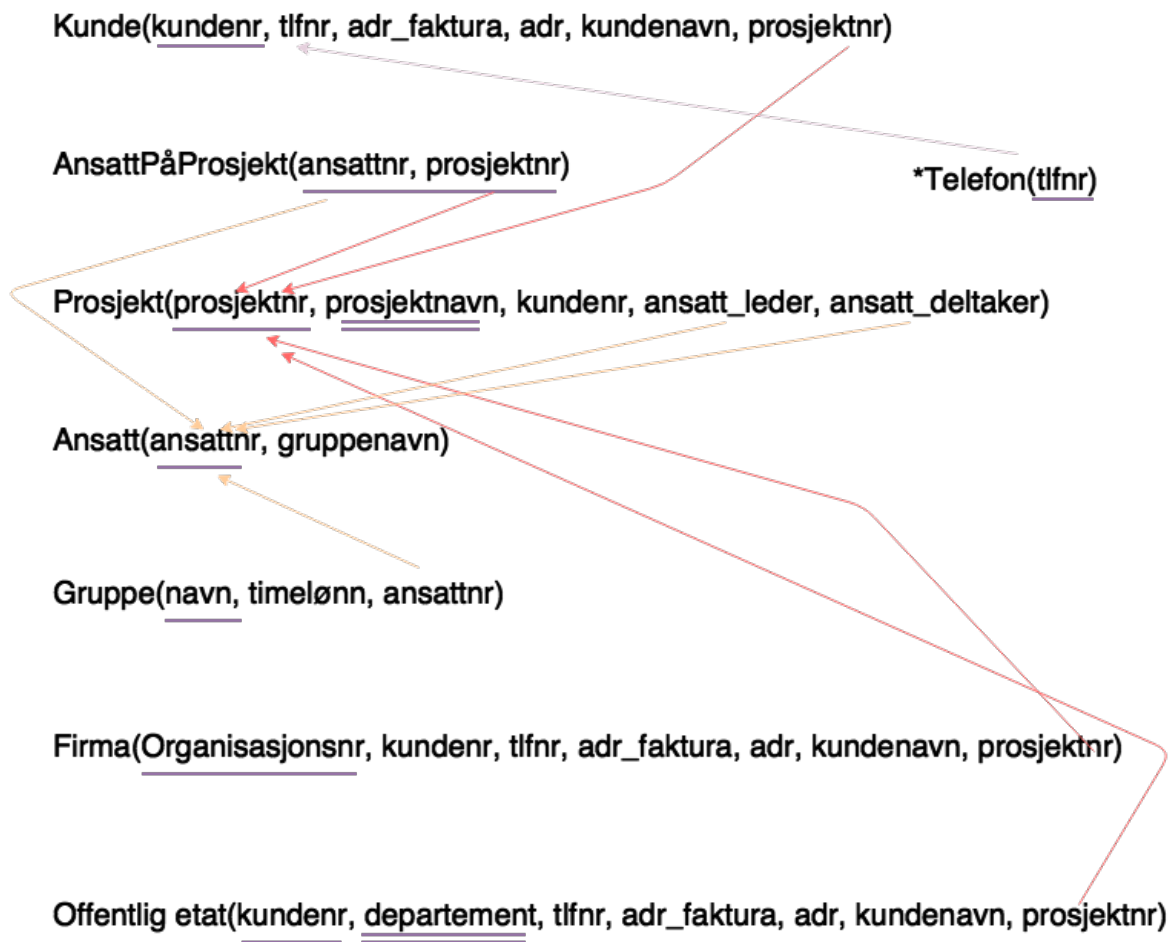 Kunde(kundenr, tlfnr, adr_faktura, adr, kundenavn, prosjektnr)
AnsattPåProsjekt(ansattnr, prosjektnr)
*Telefon(tlfnr)
Prosjekt(prosjektnr, prosjektnavn, kundenr, ansatt_leder, ansatt_deltaker)
Ansatt(ansattnr, gruppenavn)
Gruppe(navn, timelønn, ansattnr)
Firma(Organisasjonsnr, kundenr, tlfnr, adr_faktura, adr, kundenavn, prosjektnr)
Offentlig etat(kundenr, departement, tlfnr, adr_faktura, adr, kundenavn, prosjektnr)